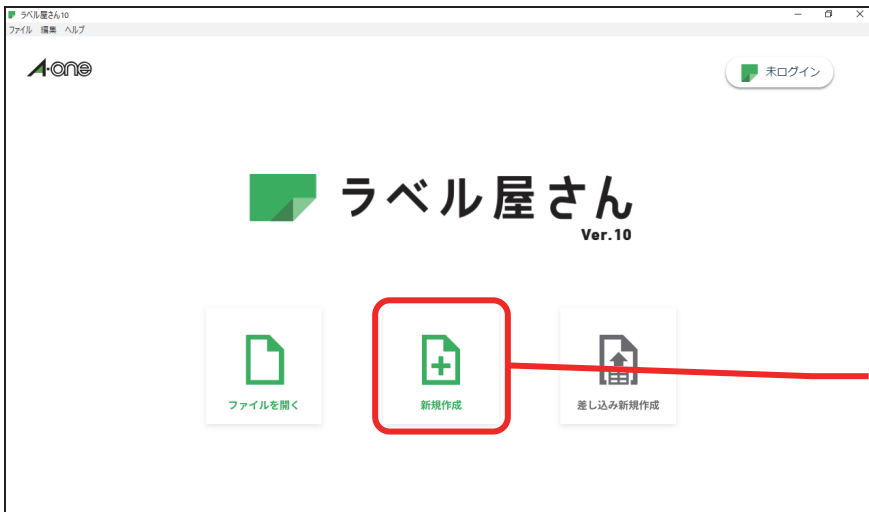 ラベル屋さん10
ファイル 編集 ヘルプ
A-one
未ログイン
ラベル屋さん
Ver.10
ファイルを開く
新規作成
差し込み新規作成